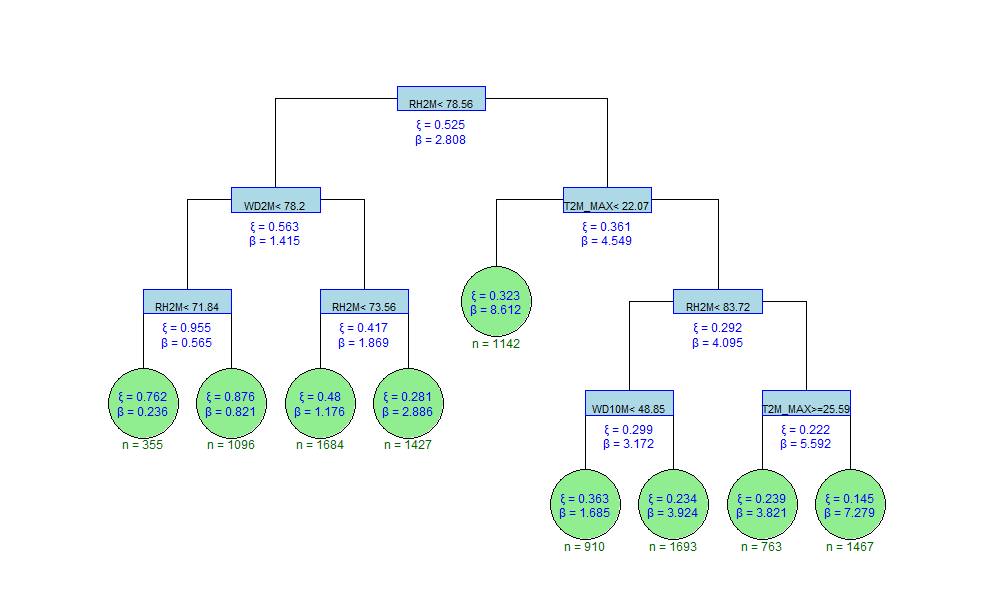 RH2M< 78.56
ξ = 0.525
β = 2.808
WD2M< 78.2
ξ = 0.563
β = 1.415
T2M_MAX< 22.07
ξ = 0.361
β = 4.549
RH2M< 71.84
ξ = 0.955
β = 0.565
RH2M< 73.56
ξ = 0.417
β = 1.869
ξ = 0.323
β = 8.612
n = 1142
RH2M< 83.72
ξ = 0.292
β = 4.095
ξ = 0.762
β = 0.236
n = 355
ξ = 0.876
β = 0.821
n = 1096
ξ = 0.48
β = 1.176
n = 1684
ξ = 0.281
β = 2.886
n = 1427
WD10M< 48.85
ξ = 0.299
β = 3.172
T2M_MAX>=25.59
ξ = 0.222
β = 5.592
ξ = 0.363
β = 1.685
n = 910
ξ = 0.234
β = 3.924
n = 1693
ξ = 0.239
β = 3.821
n = 763
ξ = 0.145
β = 7.279
n = 1467